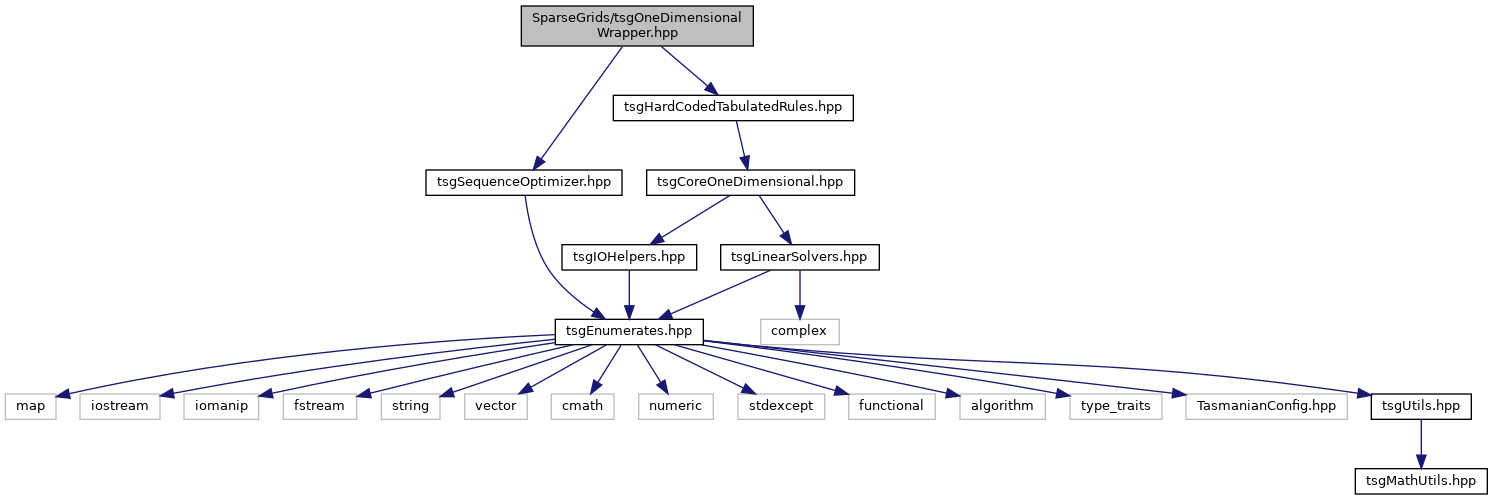 SparseGrids/tsgOneDimensional
Wrapper.hpp
tsgHardCodedTabulatedRules.hpp
tsgSequenceOptimizer.hpp
tsgCoreOneDimensional.hpp
tsgIOHelpers.hpp
tsgLinearSolvers.hpp
tsgEnumerates.hpp
complex
map
iostream
iomanip
fstream
string
vector
cmath
numeric
stdexcept
functional
algorithm
type_traits
TasmanianConfig.hpp
tsgUtils.hpp
tsgMathUtils.hpp